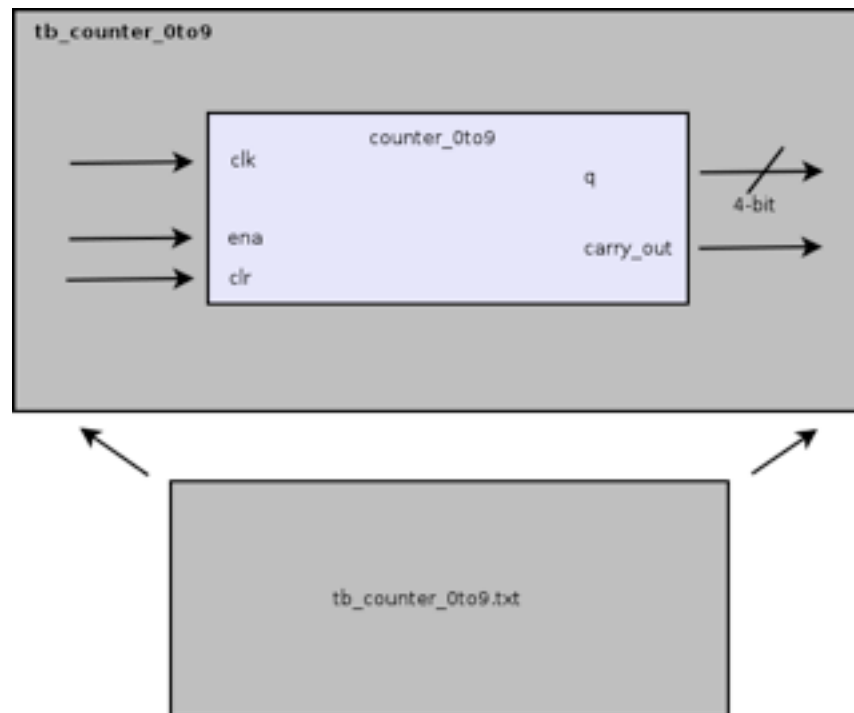 tb_counter_0to9
counter_0to9
clk
q
4-bit
ena
carry_out
clr
tb_counter_0to9.txt